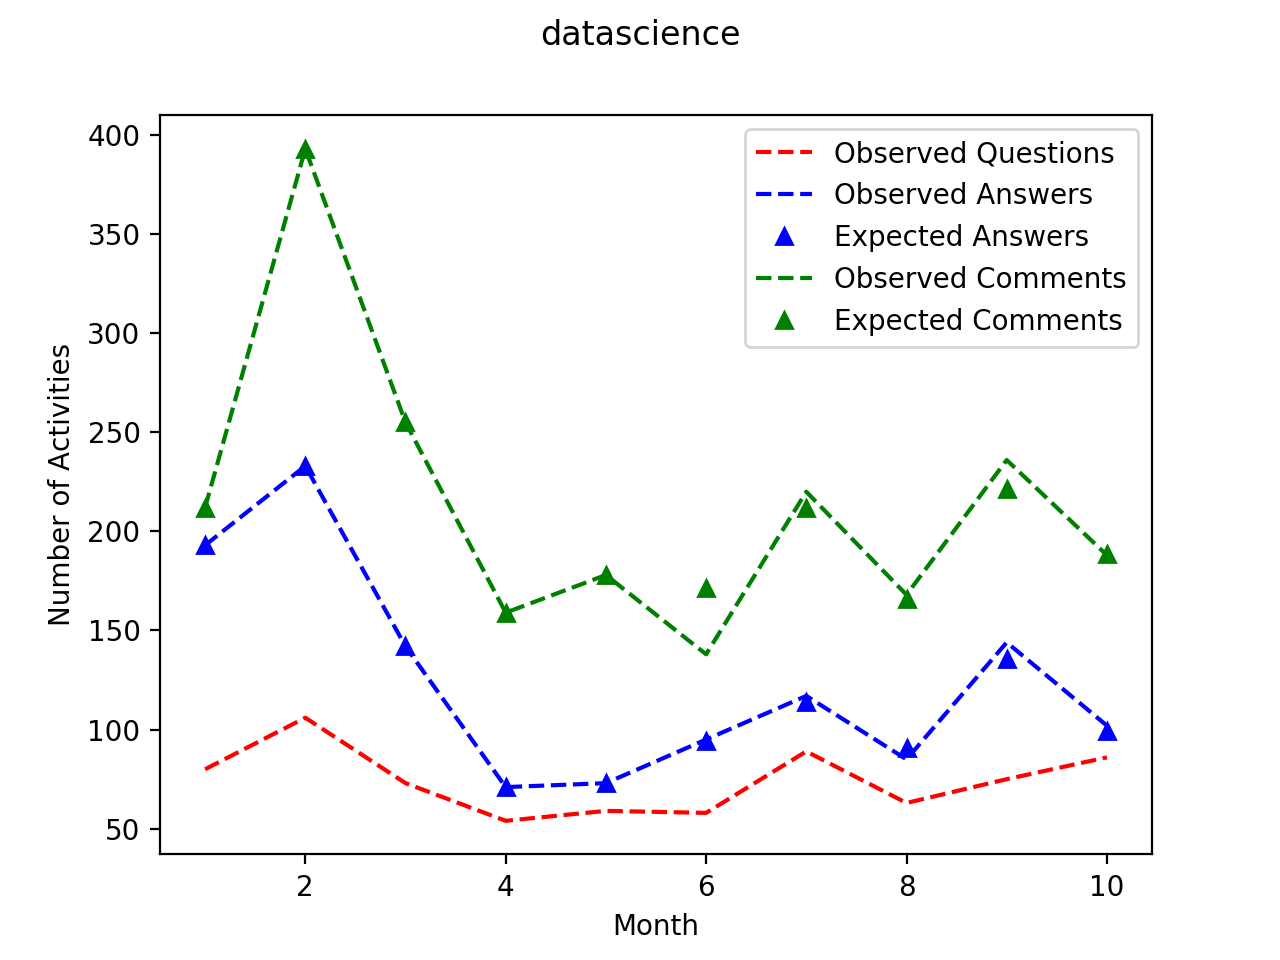 datascience
400
350
300
250
200
150
100
50
2 4 6 8 10
Number of Activities
Month
Observed Questions
Observed Answers
Expected Answers
Observed Comments
Expected Comments